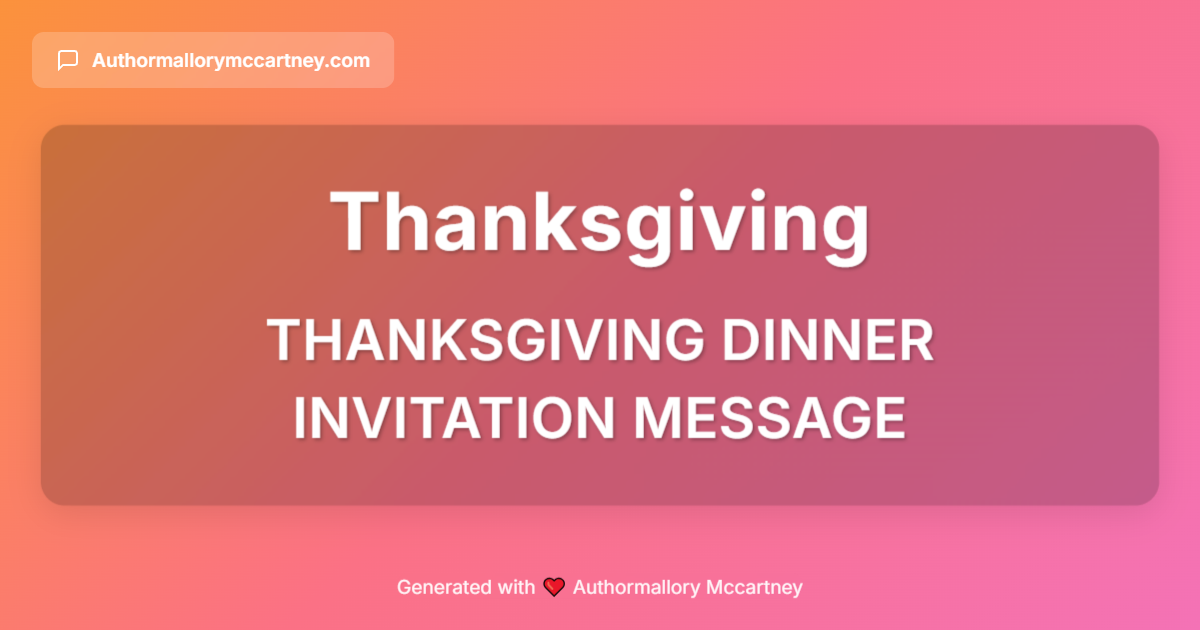 Authormallorymccartney.com
Thanksgiving
THANKSGIVING DINNER
INVITATION MESSAGE
Generated with ❤️ Authormallory Mccartney